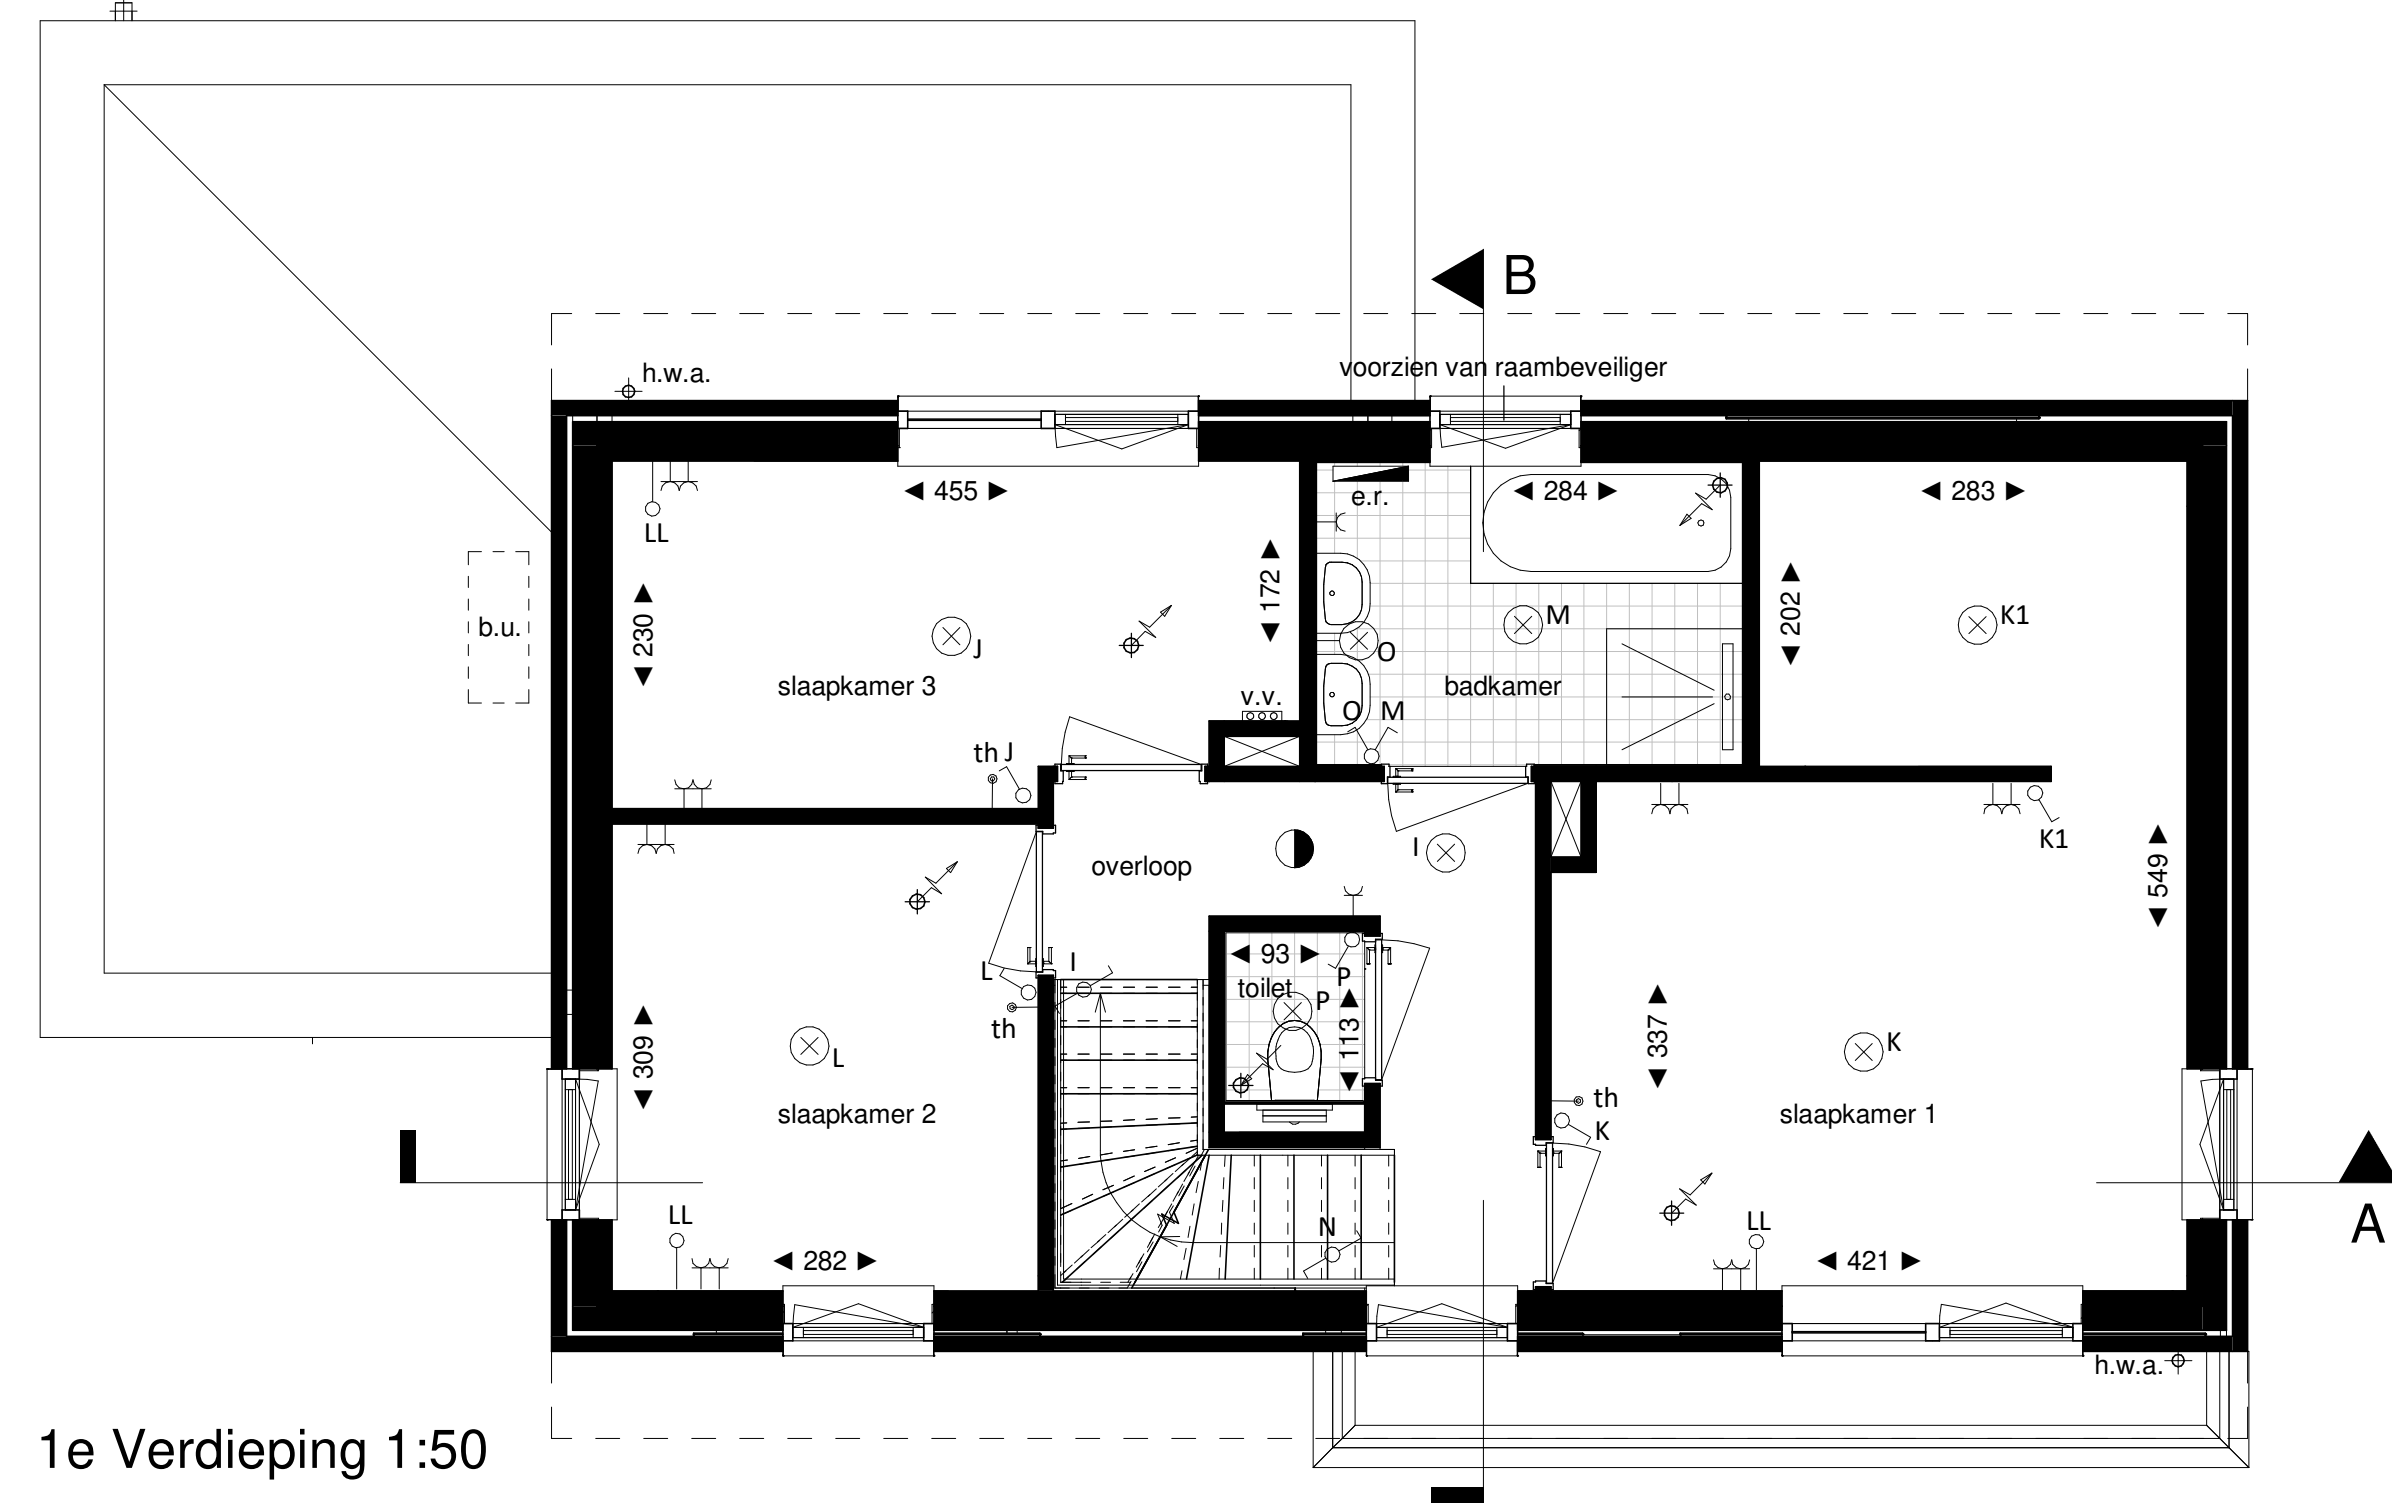 B
voorzien van raambeveiliger
h.w.a.
455
e.r.
284
283
LL
172
230
202
b.u.
J
M
K1
O
slaapkamer 3
badkamer
v.v.
O M
th J
K1
I
overloop
549
L
I
93
P
toilet
P
th
113
309
L
337
K
th
K
slaapkamer 2
slaapkamer 1
LL
N
LL
A
282
421
h.w.a.
1e Verdieping 1:50